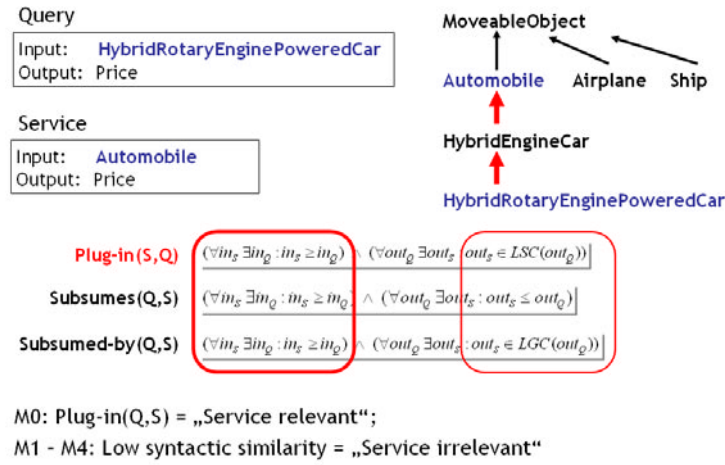 Query
Input: HybridRotaryEnginePoweredCar
Output: Price
Service
Input: Automobile
Output: Price
MoveableObject
Automobile Airplane Ship
HybridEngineCar
HybridRotaryEnginePoweredCar
Plug-in(S,Q) (∀in_S ∃in_Q : in_S ≥ in_Q) ∧ (∀out_Q ∃out_S : out_S ∈ LSC(out_Q))
Subsumes(Q,S) (∀in_S ∃in_Q : in_S ≥ in_Q) ∧ (∀out_Q ∃out_S : out_S ≤ out_Q)
Subsumed-by(Q,S) (∀in_S ∃in_Q : in_S ≥ in_Q) ∧ (∀out_Q ∃out_S : out_S ∈ LGC(out_Q))
M0: Plug-in(Q,S) = „Service relevant“;
M1 - M4: Low syntactic similarity = „Service irrelevant“